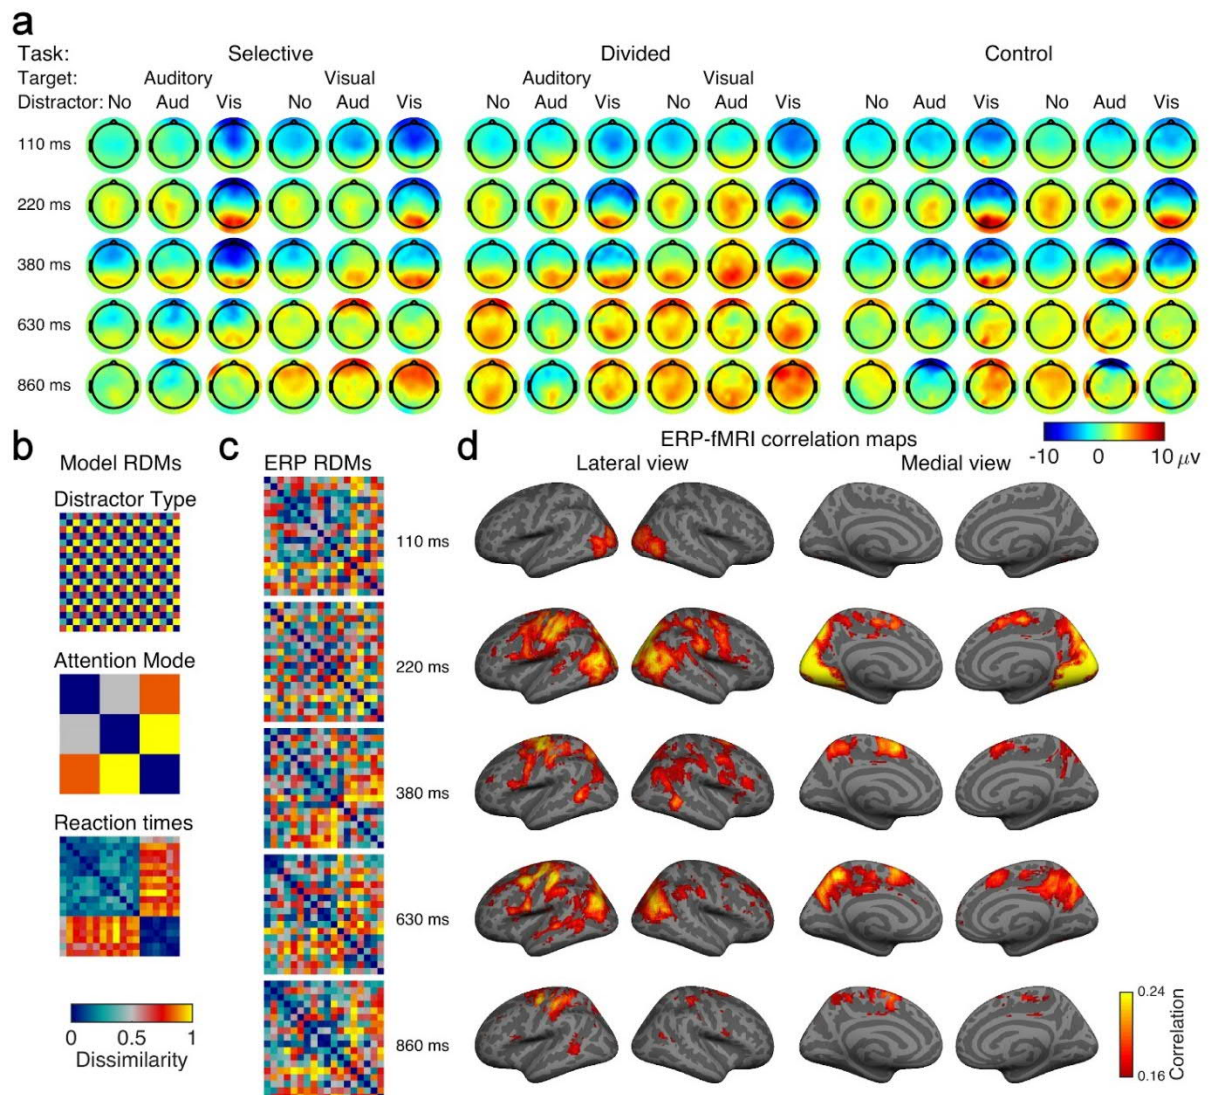 a
Task: Selective Divided Control
Target: Auditory Visual Auditory Visual
Distractor: No Aud Vis No Aud Vis No Aud Vis No Aud Vis No Aud Vis No Aud Vis
110 ms
220 ms
380 ms
630 ms
860 ms
-10 0 10 μv
b
Model RDMs
Distractor Type
Attention Mode
Reaction times
0 0.5 1
Dissimilarity
c
ERP RDMs
110 ms
220 ms
380 ms
630 ms
860 ms
d
ERP-fMRI correlation maps
Lateral view Medial view
0.24
0.16
Correlation